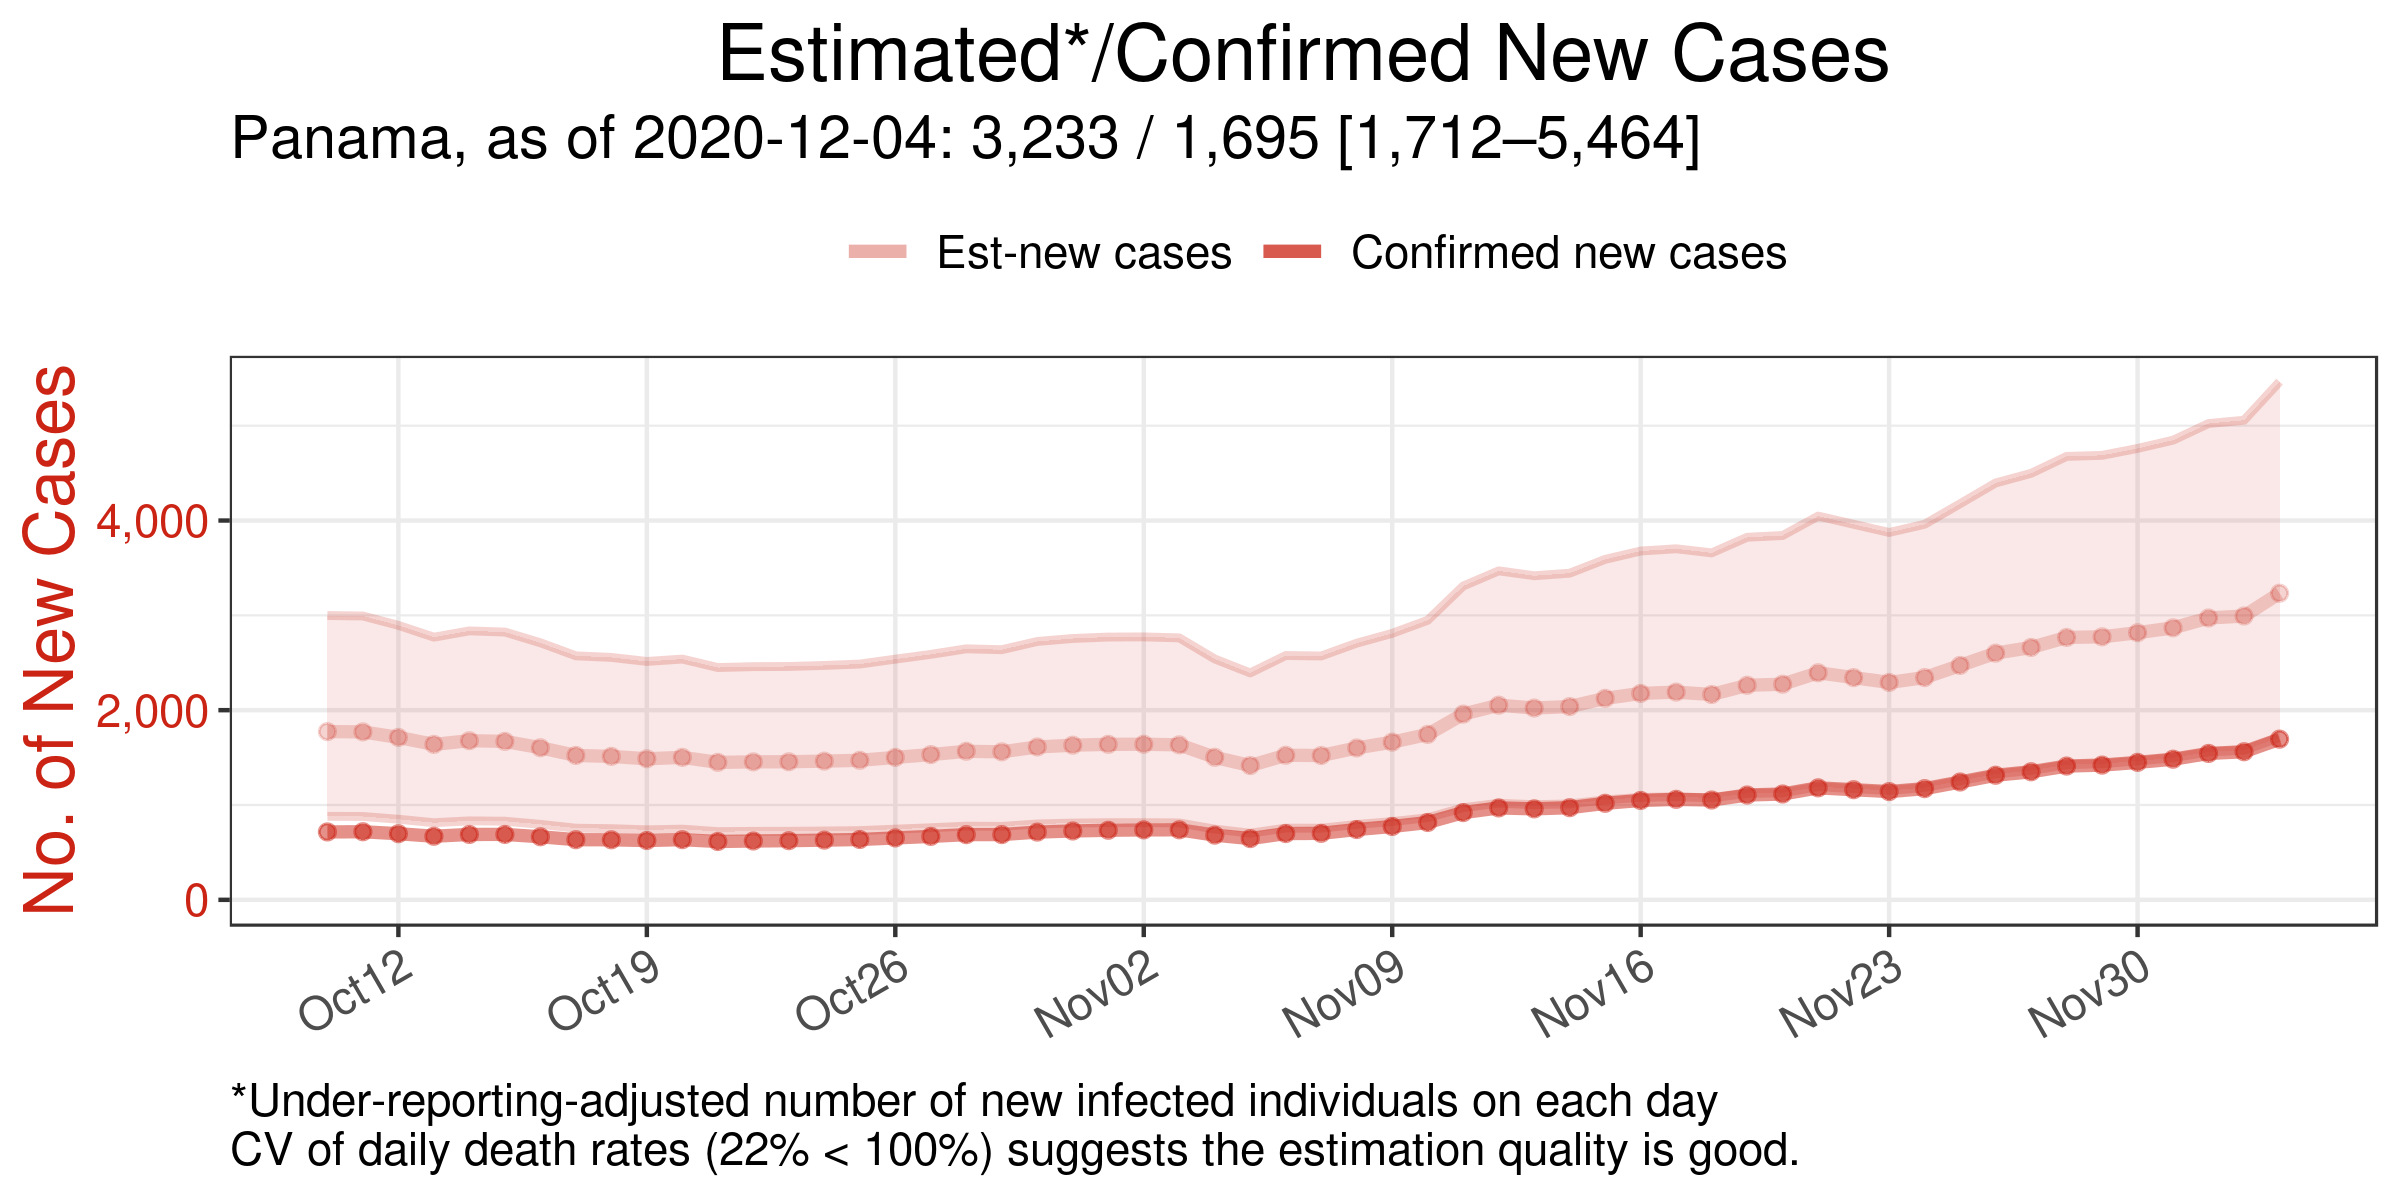 Estimated*/Confirmed New Cases
Panama, as of 2020-12-04: 3,233 / 1,695 [1,712–5,464]
Est-new cases Confirmed new cases
No. of New Cases
4,000
2,000
0
Oct12 Oct19 Oct26 Nov02 Nov09 Nov16 Nov23 Nov30
*Under-reporting-adjusted number of new infected individuals on each day
CV of daily death rates (22% < 100%) suggests the estimation quality is good.